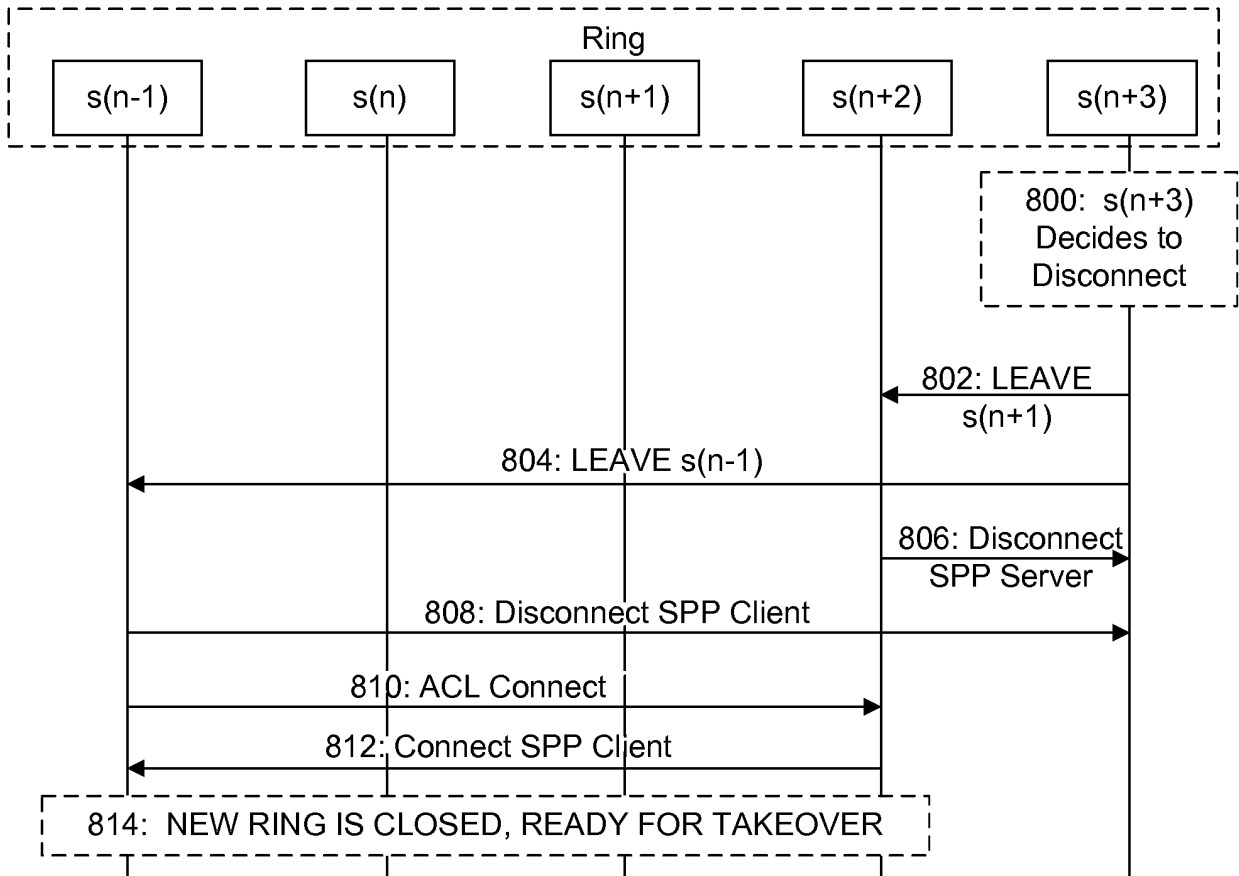 Ring
s(n-1)
s(n)
s(n+1)
s(n+2)
s(n+3)
800:  s(n+3)
Decides to
Disconnect
802: LEAVE
s(n+1)
804: LEAVE s(n-1)
806: Disconnect
SPP Server
808: Disconnect SPP Client
810: ACL Connect
812: Connect SPP Client
814:  NEW RING IS CLOSED, READY FOR TAKEOVER